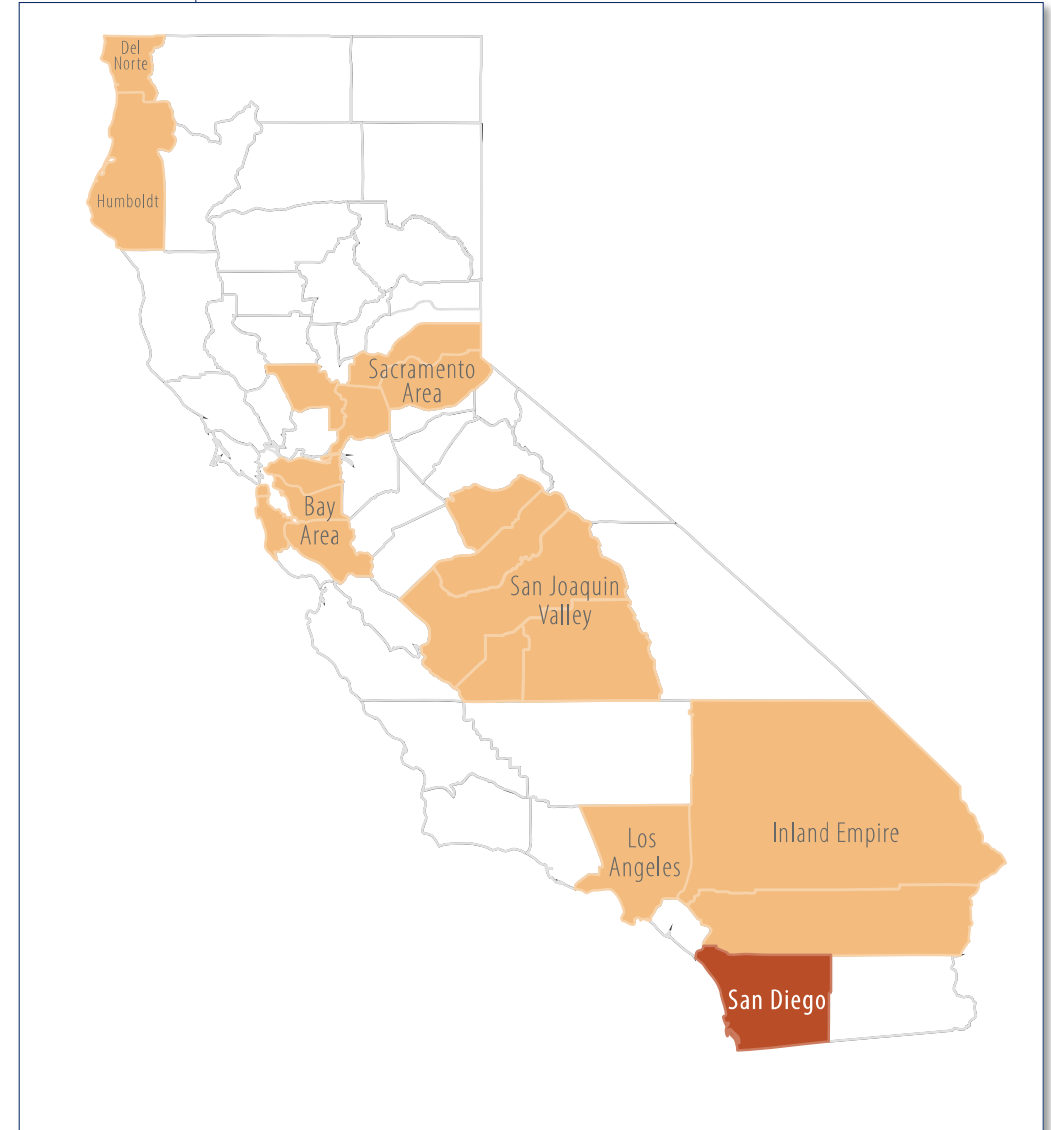 Del
Norte
Humboldt
Sacramento
Area
Bay
Area
San Joaquin
Valley
Los
Angeles
Inland Empire
San Diego